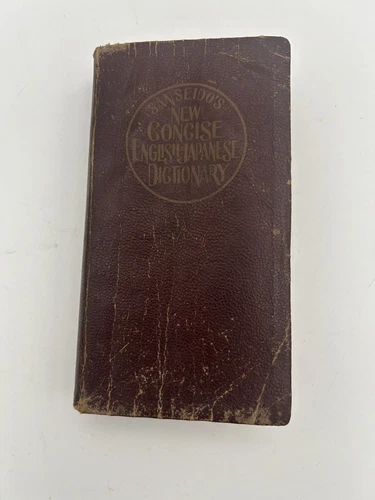 SANSEIDO'S
NEW
CONCISE
ENGLISH-JAPANESE
DICTIONARY